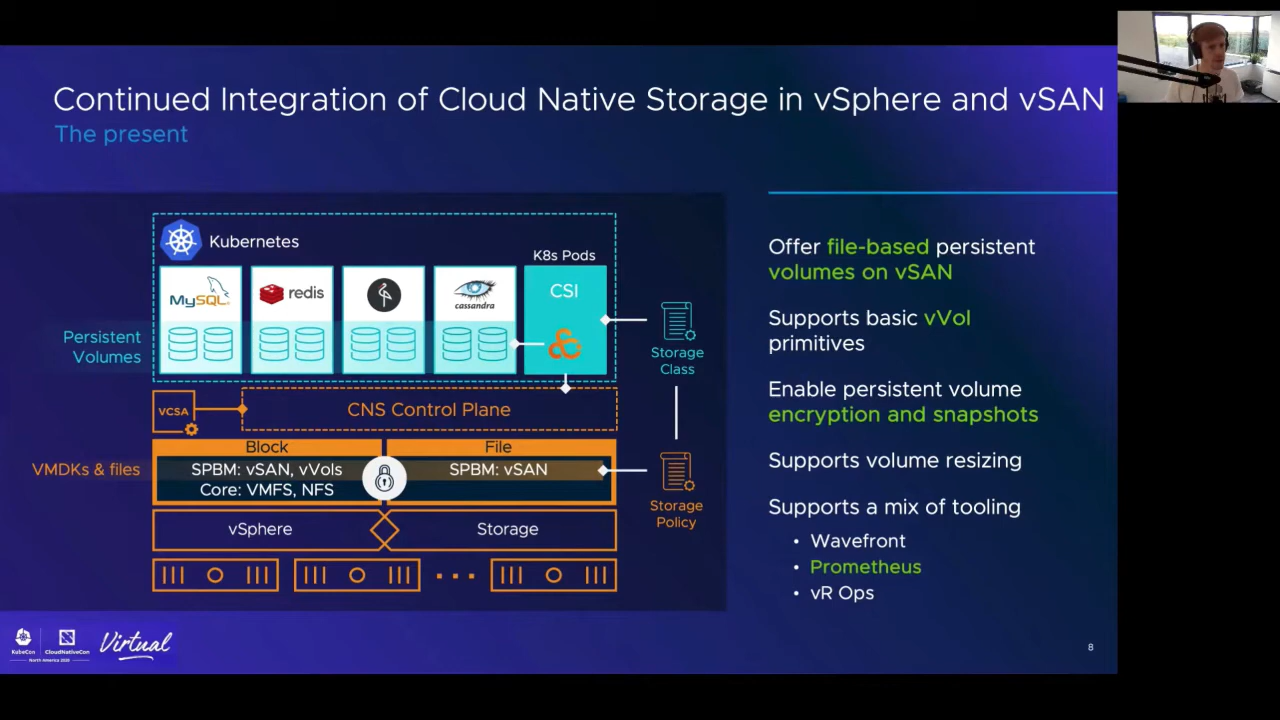 Continued Integration of Cloud Native Storage in vSphere and vSAN
The present
Kubernetes
K8s Pods
MySQL
redis
cassandra
CSI
Persistent
Volumes
Storage
Class
VCSA
CNS Control Plane
Block
File
VMDKs & files
SPBM: vSAN, vVols
Core: VMFS, NFS
SPBM: vSAN
Storage
Policy
vSphere
Storage
Offer file-based persistent
volumes on vSAN
Supports basic vVol
primitives
Enable persistent volume
encryption and snapshots
Supports volume resizing
Supports a mix of tooling
• Wavefront
• Prometheus
• vR Ops
KubeCon
CloudNativeCon
North America 2020
Virtual
8